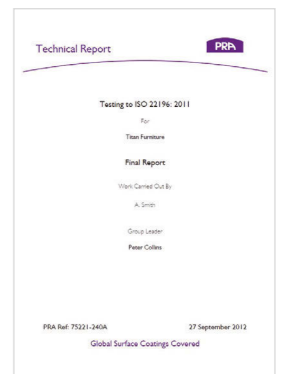 Technical Report
PRA
Testing to ISO 22196: 2011
For
Titan Furniture
Final Report
Work Carried Out By
A. Smith
Group Leader
Peter Collins
PRA Ref: 75221-240A
27 September 2012
Global Surface Coatings Covered